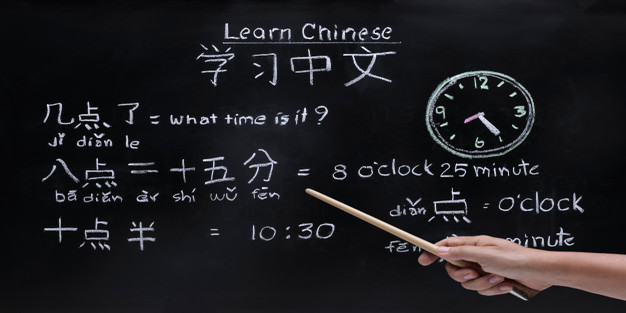 Learn Chinese
学习中文
几点了 = what time is it?
jǐ diǎn le
12
9 3
6
八点二十五分 = 8 o'clock 25 minute
bā diǎn èr shí wǔ fēn
diǎn 点 = o'clock
十点半 = 10:30
fēn minute